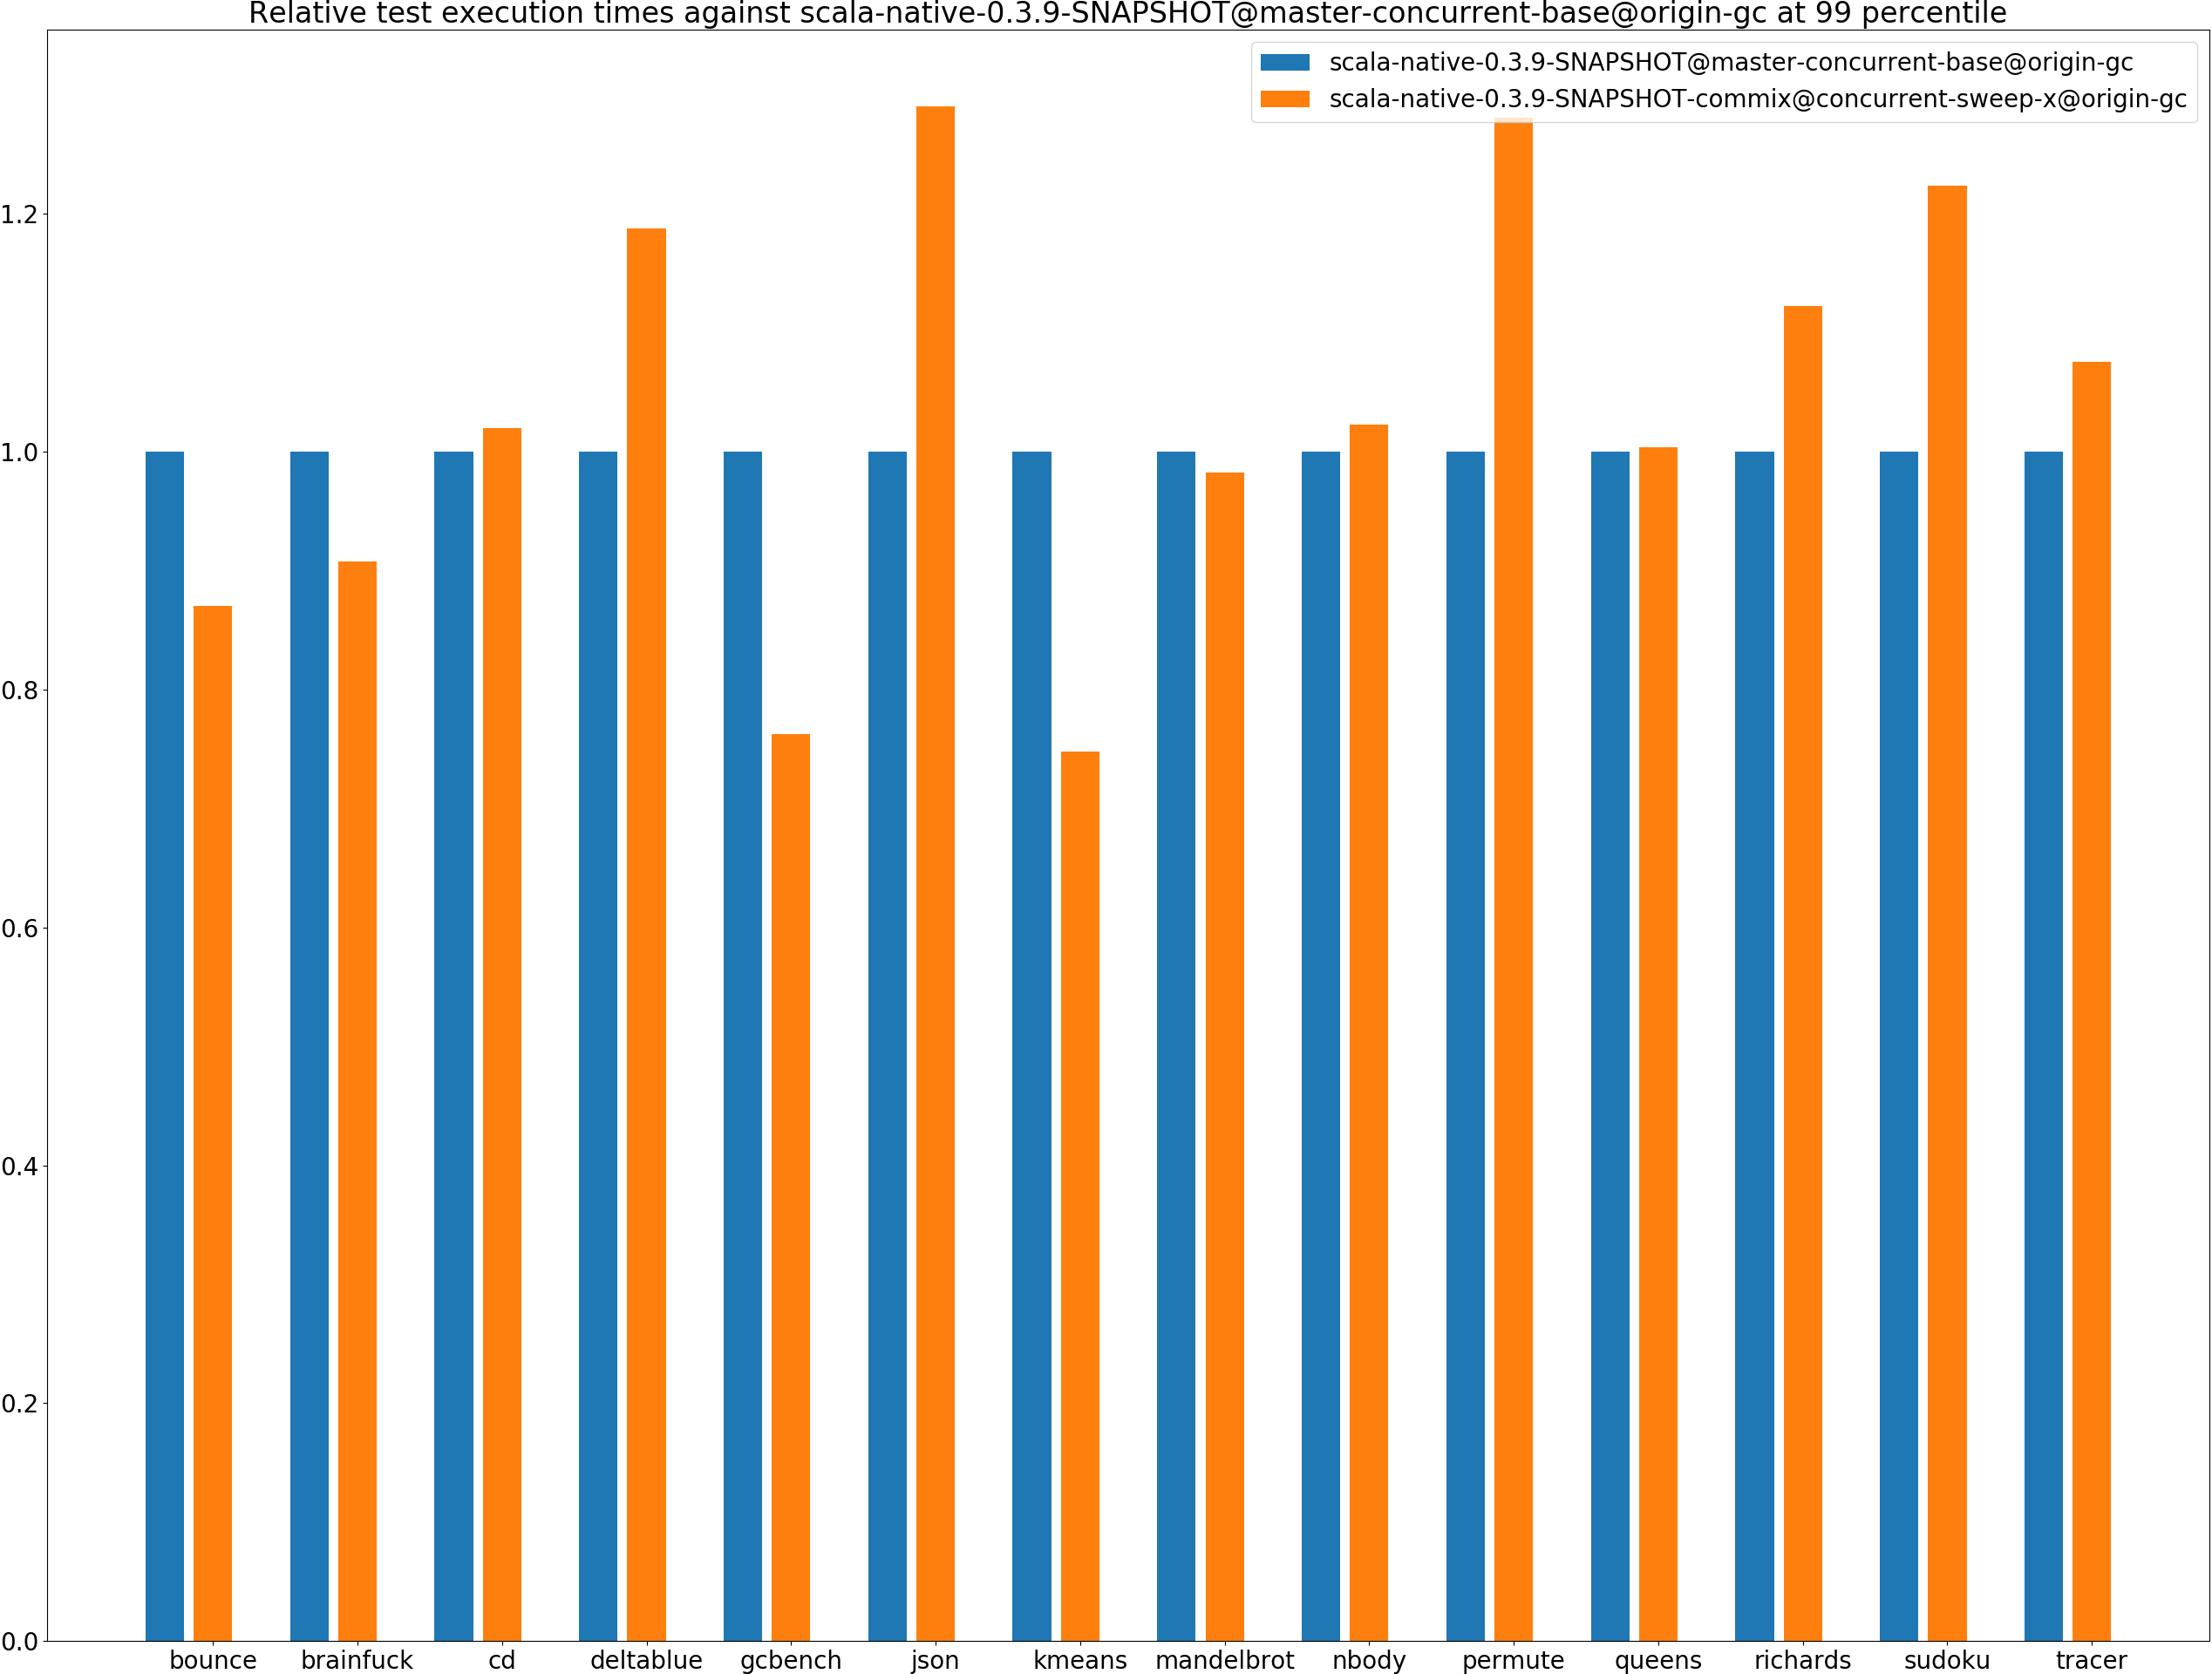 Relative test execution times against scala-native-0.3.9-SNAPSHOT@master-concurrent-base@origin-gc at 99 percentile
scala-native-0.3.9-SNAPSHOT@master-concurrent-base@origin-gc
scala-native-0.3.9-SNAPSHOT-commix@concurrent-sweep-x@origin-gc
1.2
1.0
0.8
0.6
0.4
0.2
0.0
bounce brainfuck cd deltablue gcbench json kmeans mandelbrot nbody permute queens richards sudoku tracer